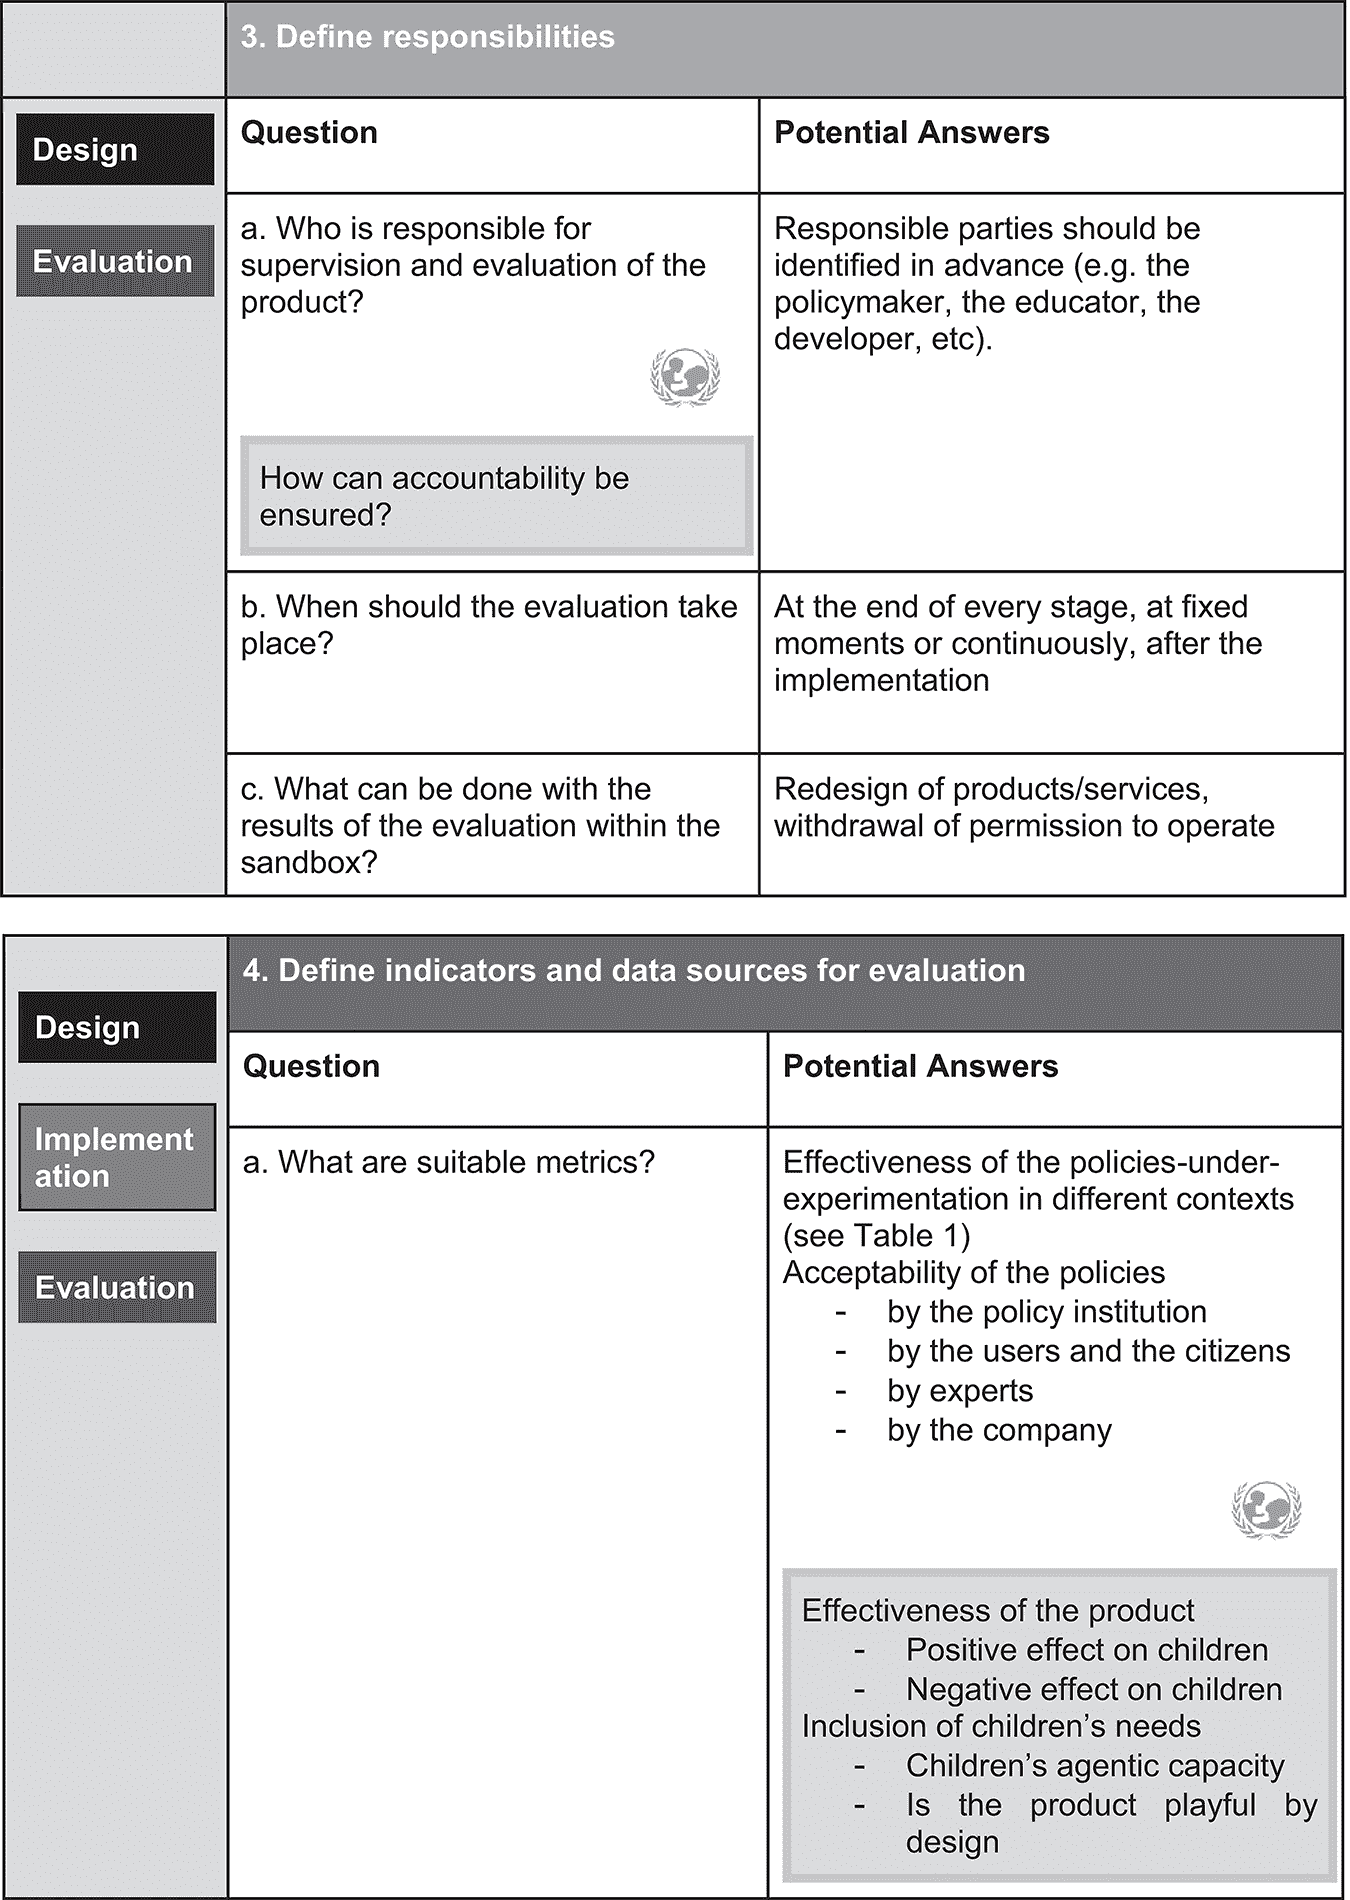 3. Define responsibilities
Design
Evaluation
Question
Potential Answers
a. Who is responsible for
supervision and evaluation of the
product?
How can accountability be
ensured?
Responsible parties should be
identified in advance (e.g. the
policymaker, the educator, the
developer, etc).
b. When should the evaluation take
place?
At the end of every stage, at fixed
moments or continuously, after the
implementation
c. What can be done with the
results of the evaluation within the
sandbox?
Redesign of products/services,
withdrawal of permission to operate
4. Define indicators and data sources for evaluation
Design
Implement
ation
Evaluation
Question
Potential Answers
a. What are suitable metrics?
Effectiveness of the policies-under-
experimentation in different contexts
(see Table 1)
Acceptability of the policies
- by the policy institution
- by the users and the citizens
- by experts
- by the company
Effectiveness of the product
- Positive effect on children
- Negative effect on children
Inclusion of children’s needs
- Children’s agentic capacity
- Is the product playful by
design